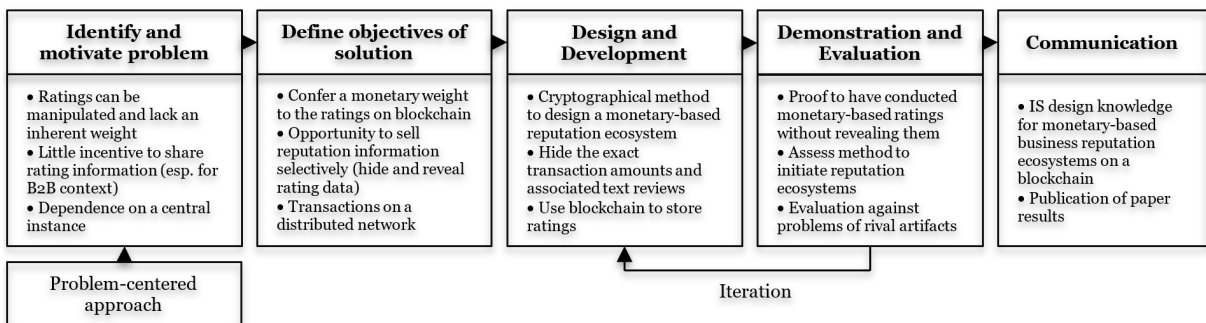 Identify and
motivate problem
• Ratings can be
manipulated and lack an
inherent weight
• Little incentive to share
rating information (esp. for
B2B context)
• Dependence on a central
instance
Problem-centered
approach
Define objectives of
solution
• Confer a monetary weight
to the ratings on blockchain
• Opportunity to sell
reputation information
selectively (hide and reveal
rating data)
• Transactions on a
distributed network
Design and
Development
• Cryptographical method
to design a monetary-based
reputation ecosystem
• Hide the exact
transaction amounts and
associated text reviews
• Use blockchain to store
ratings
Demonstration and
Evaluation
• Proof to have conducted
monetary-based ratings
without revealing them
• Assess method to
initiate reputation
ecosystems
• Evaluation against
problems of rival artifacts
Iteration
Communication
• IS design knowledge
for monetary-based
business reputation
ecosystems on a
blockchain
• Publication of paper
results